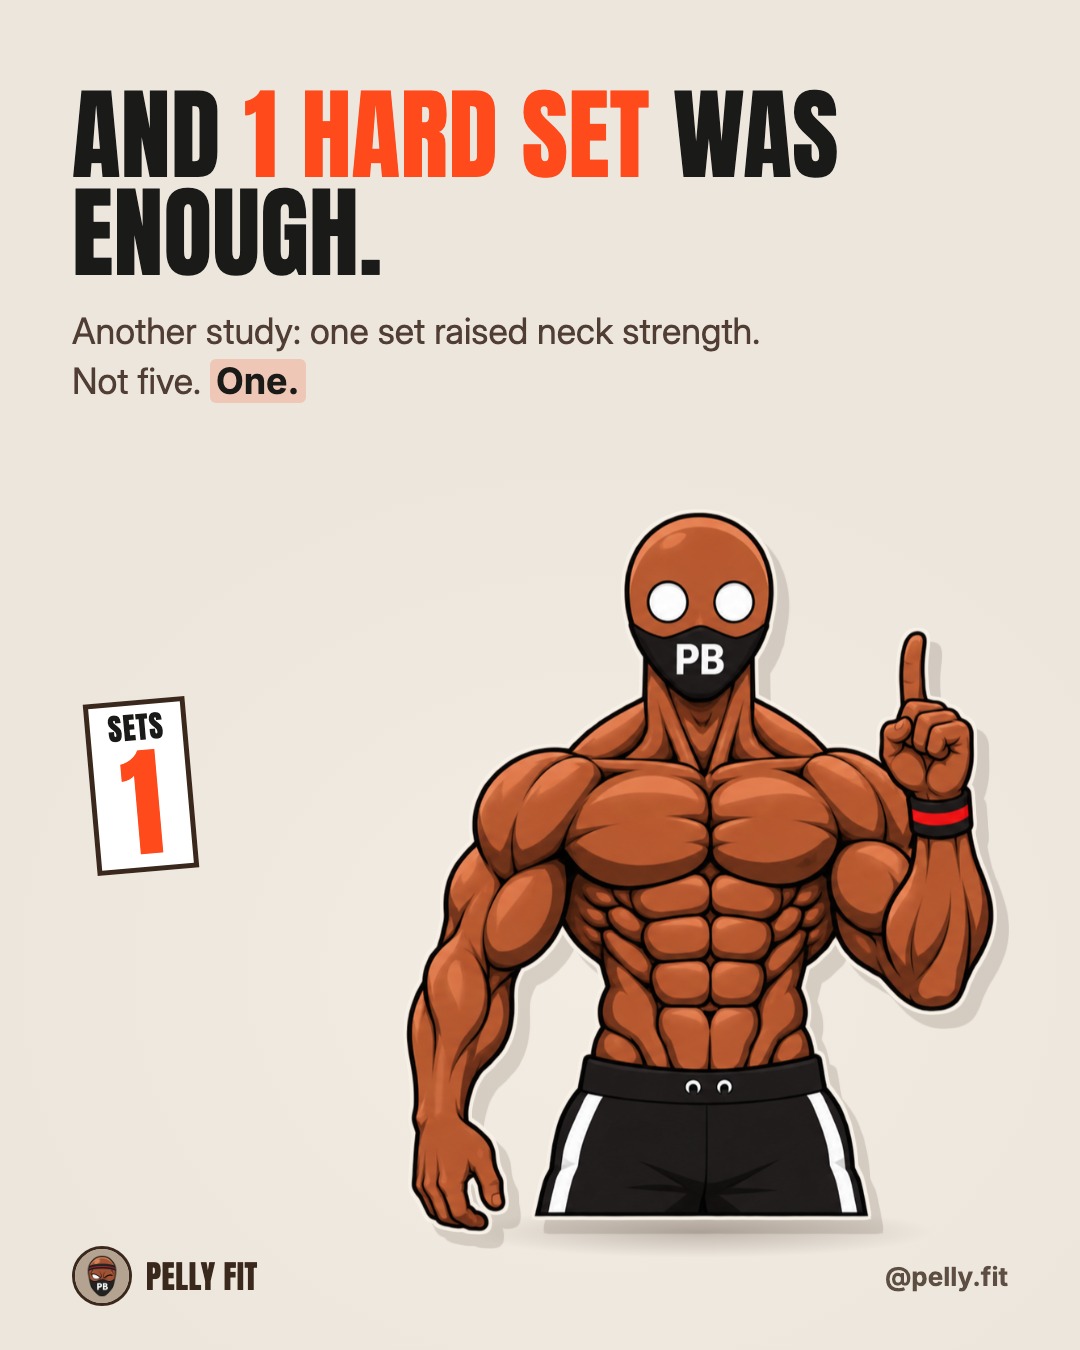 AND 1 HARD SET WAS
ENOUGH.
Another study: one set raised neck strength.
Not five. One.
PB
SETS
1
PB
PELLY FIT
@pelly.fit